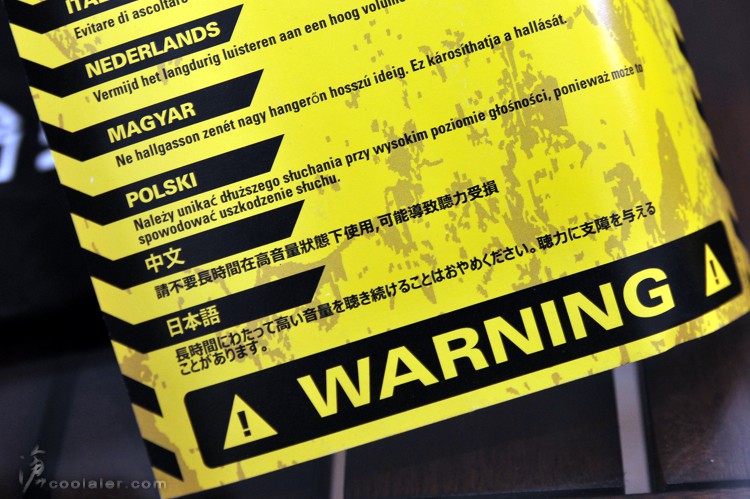 Evitare di ascoltare
NEDERLANDS
Vermijd het langdurig luisteren aan een hoog volume
MAGYAR
Ne hallgasson zenét nagy hangerőn hosszú ideig. Ez károsíthatja a hallását.
POLSKI
Należy unikać dłuższego słuchania przy wysokim poziomie głośności, ponieważ może to
spowodować uszkodzenie słuchu.
中文
請不要長時間在高音量狀態下使用,可能導致聽力受損
日本語
長時間にわたって高い音量を聴き続けることはおやめください。聴力に支障を与える
ことがあります。
WARNING
滄 coolaler.com